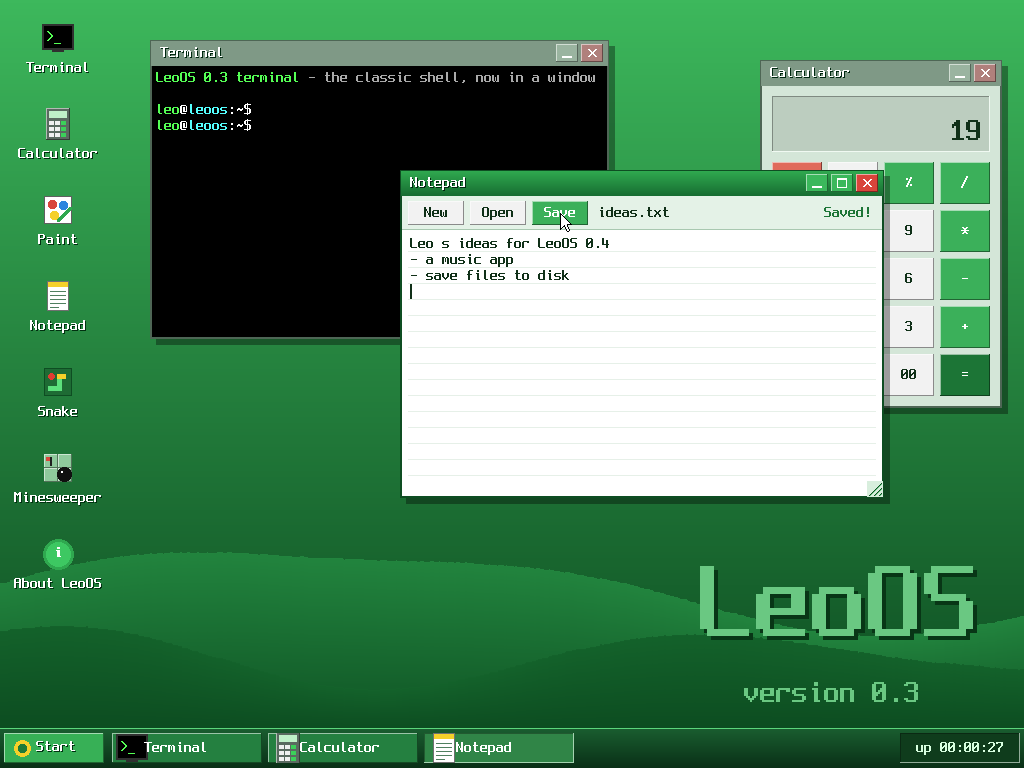 Terminal
Calculator
Paint
Notepad
Snake
Minesweeper
i
About LeoOS
Terminal
LeoOS 0.3 terminal - the classic shell, now in a window
leo@leoos:~$
leo@leoos:~$
Calculator
19
% /
9 *
6 -
3 +
00 =
Notepad
New Open Save ideas.txt Saved!
Leo s ideas for LeoOS 0.4
- a music app
- save files to disk
LeoOS
version 0.3
Start >_ Terminal Calculator Notepad up 00:00:27